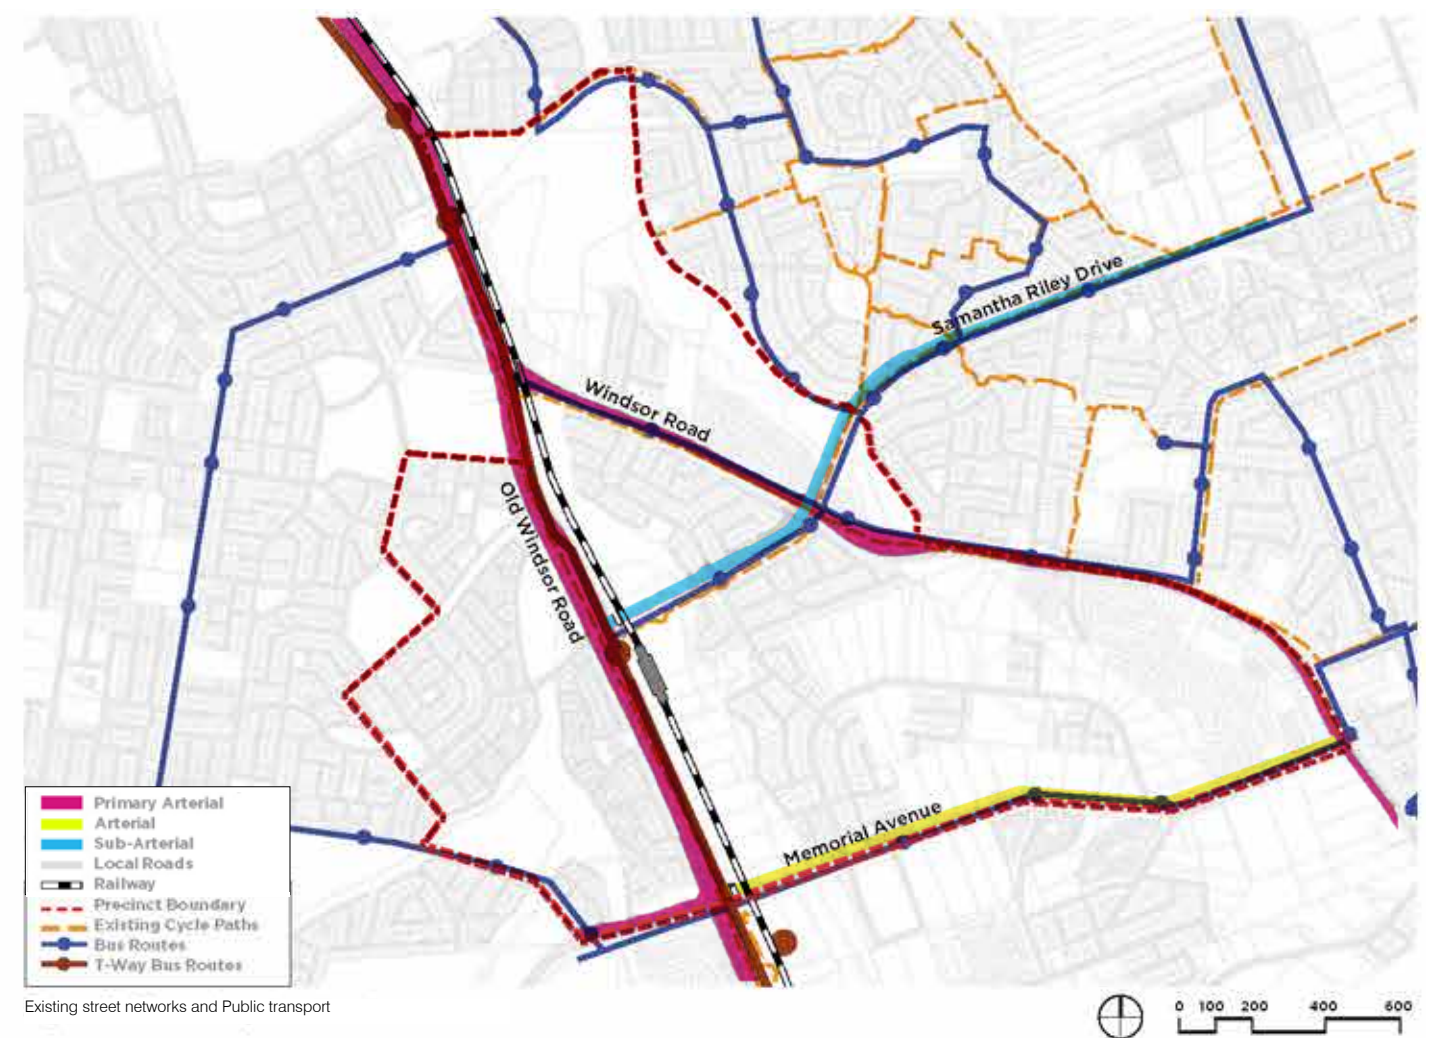 Samantha Riley Drive
Windsor Road
Old Windsor Road
Memorial Avenue
Primary Arterial
Arterial
Sub-Arterial
Local Roads
Railway
Precinct Boundary
Existing Cycle Paths
Bus Routes
T-Way Bus Routes
Existing street networks and Public transport
0 100 200 400 600